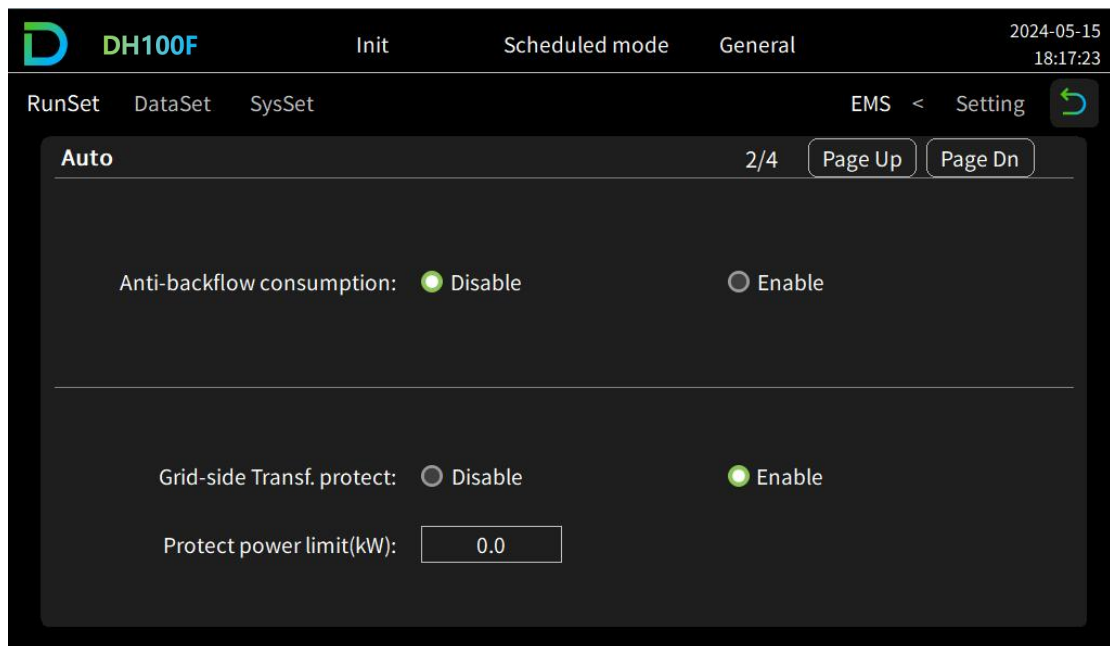 DH100F Init Scheduled mode General 2024-05-15
18:17:23
RunSet DataSet SysSet EMS < Setting
Auto 2/4 Page Up Page Dn
Anti-backflow consumption: Disable Enable
Grid-side Transf. protect: Disable Enable
Protect power limit(kW): 0.0